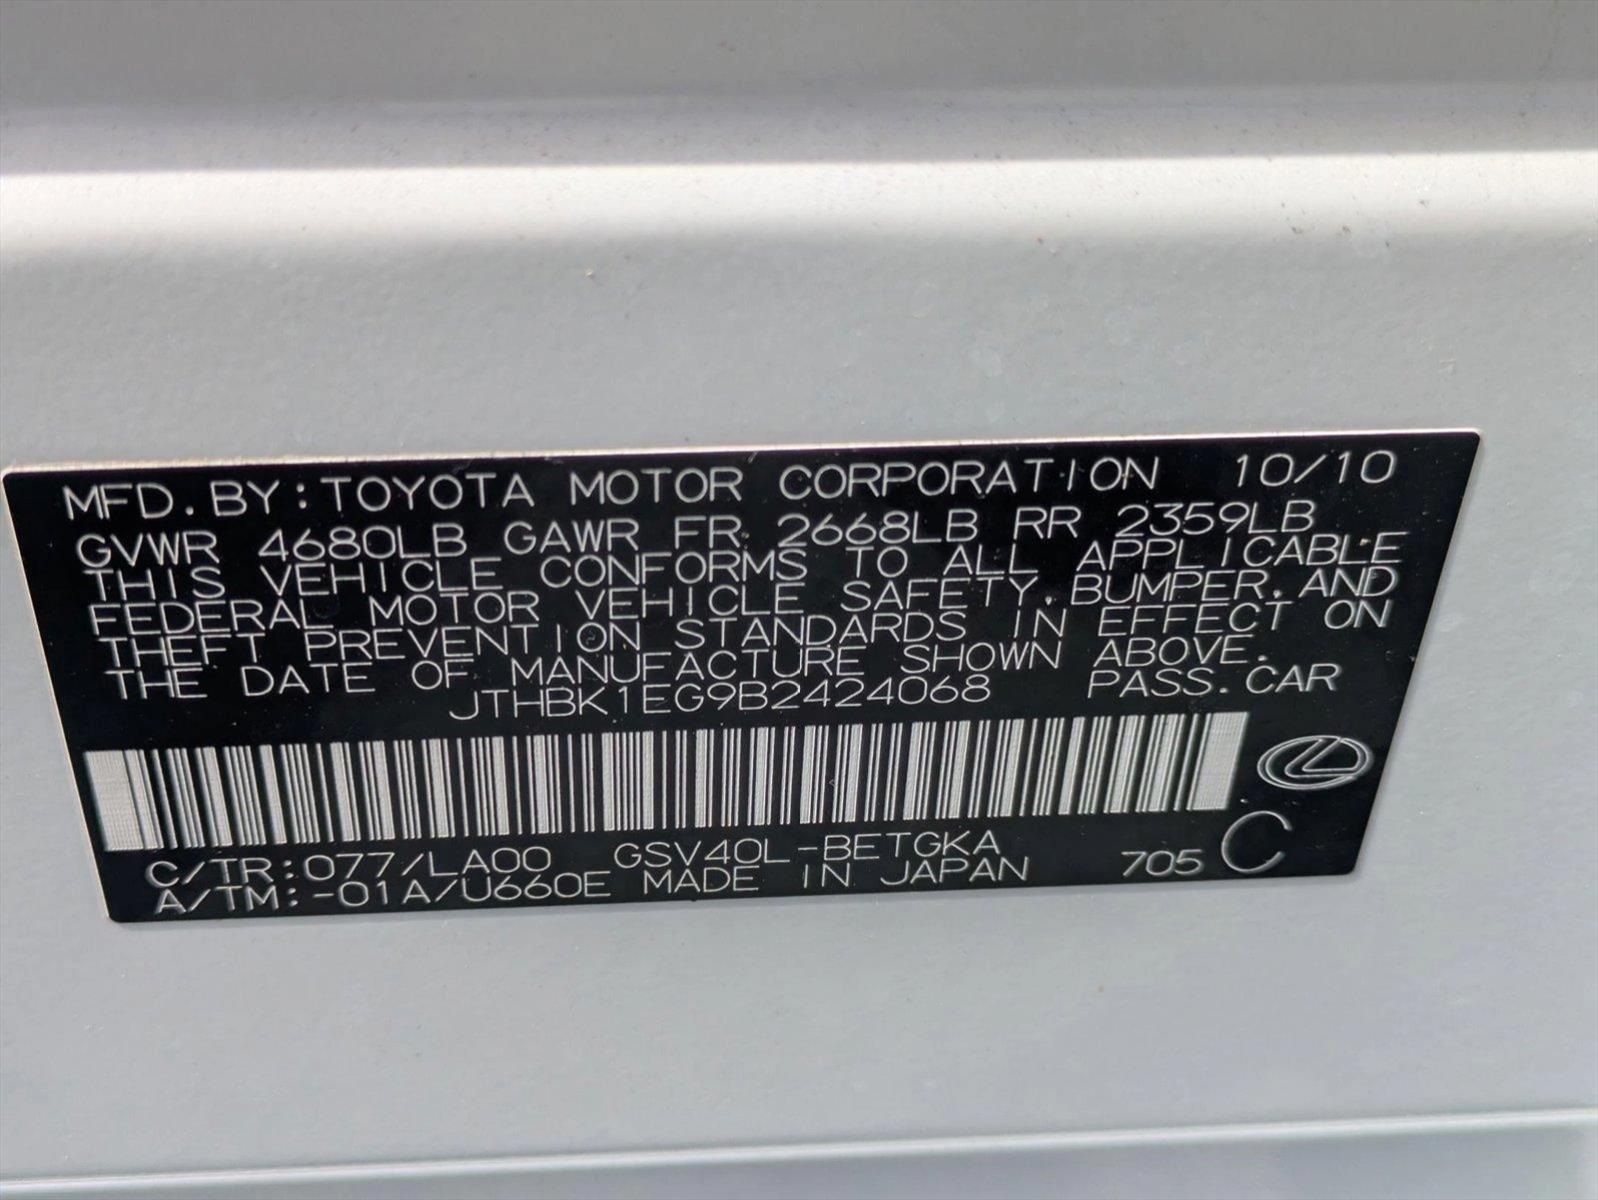 MFD. BY: TOYOTA MOTOR CORPORATION 10/10
GVWR 4680LB GAWR FR. 2668LB RR 2359LB
THIS VEHICLE CONFORMS TO ALL APPLICABLE
FEDERAL MOTOR VEHICLE SAFETY, BUMPER, AND
THEFT PREVENTION STANDARDS IN EFFECT ON
THE DATE OF MANUFACTURE SHOWN ABOVE.
JTHBK1EG9B2424068 PASS. CAR
C/TR: 077/LA00 GSV40L-BETGKA
A/TM: -01A/U660E MADE IN JAPAN 705 C